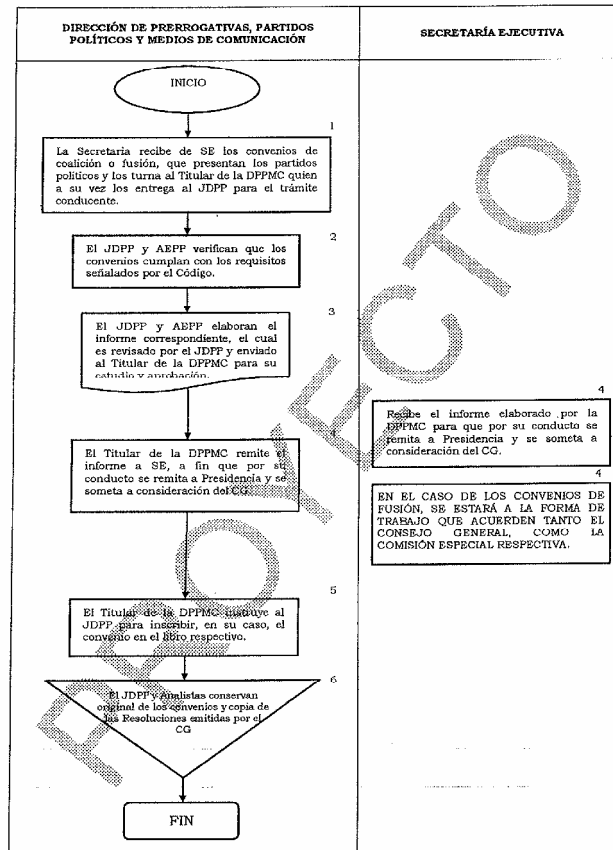 DIRECCIÓN DE PRERROGATIVAS, PARTIDOS
POLÍTICOS Y MEDIOS DE COMUNICACIÓN
SECRETARÍA EJECUTIVA
INICIO
1
La Secretaria recibe de SE los convenios de
coalición o fusión, que presentan los partidos
políticos y los turna al Titular de la DPPMC quien
a su vez los entrega al JDPP para el trámite
conducente.
2
El JDPP y AEPP verifican que los
convenios cumplan con los requisitos
señalados por el Código.
3
El JDPP y AEPP elaboran el
informe correspondiente, el cual
es revisado por el JDPP y enviado
al Titular de la DPPMC para su
estudio y aprobación.
4
El Titular de la DPPMC remite el
informe a SE, a fin que por su
conducto se remita a Presidencia y se
someta a consideración del CG.
4
Recibe el informe elaborado por la
DPPMC para que por su conducto se
remita a Presidencia y se someta a
consideración del CG.
4
EN EL CASO DE LOS CONVENIOS DE
FUSIÓN, SE ESTARÁ A LA FORMA DE
TRABAJO QUE ACUERDEN TANTO EL
CONSEJO GENERAL, COMO LA
COMISIÓN ESPECIAL RESPECTIVA.
5
El Titular de la DPPMC instruye al
JDPP para inscribir, en su caso, el
convenio en el libro respectivo.
6
El JDPP y Analistas conservan
original de los convenios y copia de
las Resoluciones emitidas por el
CG
FIN
PROYECTO